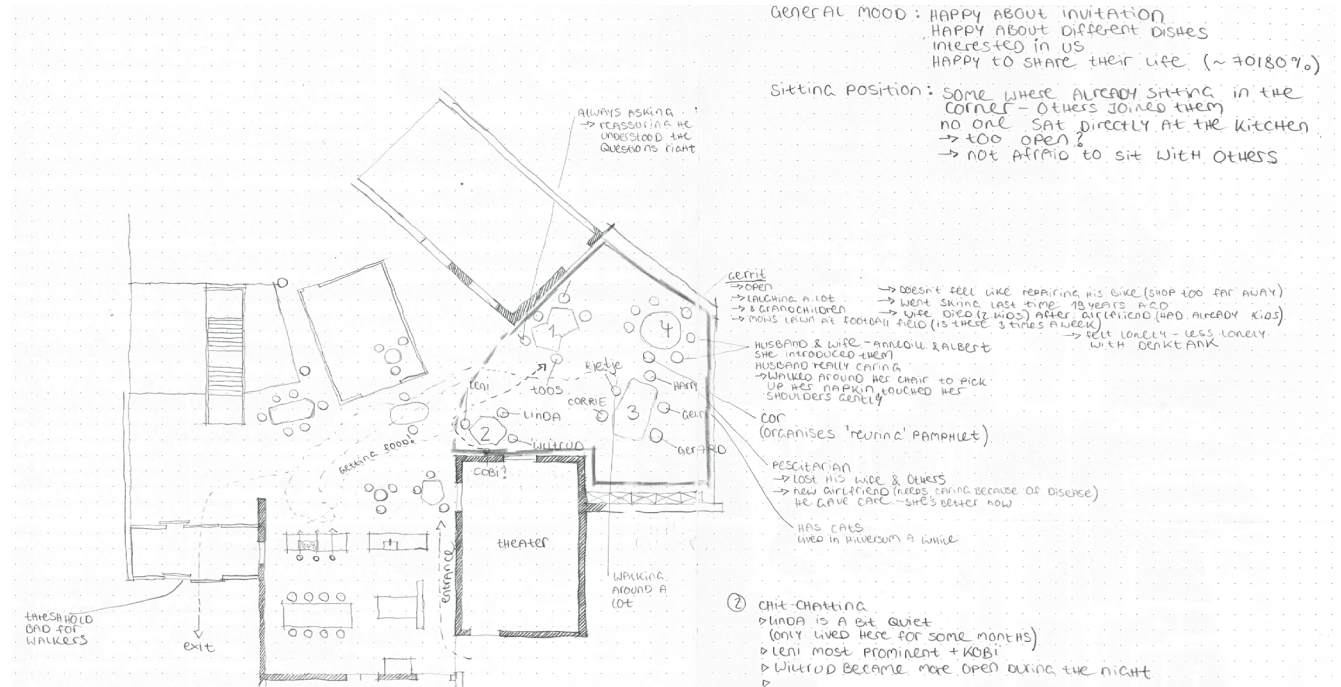 GENERAL MOOD : HAPPY ABOUT INVITATION
HAPPY ABOUT DIFFERENT DISHES
INTERESTED IN US
HAPPY TO SHARE THEIR LIFE (~ 70180%)
SITTING POSITION : SOME WHERE ALREADY SITTING IN THE
CORNER – OTHERS JOINED THEM
NO ONE SAT DIRECTLY AT THE KITCHEN
→ TOO OPEN?
→ NOT AFRAID TO SIT WITH OTHERS
ALWAYS ASKING
→ REASSURING HE
UNDERSTOOD THE
QUESTIONS RIGHT
GERRIT
→ OPEN
→ LAUGHING A LOT
→ 8 GRANDCHILDREN
→ MOWS LAWN AT FOOTBALL FIELD (IS THERE 3 TIMES A WEEK)
→ DOESN'T FEEL LIKE REPAIRING HIS BIKE (SHOP TOO FAR AWAY)
→ WENT SKIING LAST TIME 19 YEARS AGO
→ WIFE DIED (2 KIDS) AFTER, GIRLFRIEND (HAD ALREADY KIDS)
→ FELT LONELY – LESS LONELY
WITH DENKTANK
HUSBAND & WIFE – & ALBERT
SHE INTRODUCED THEM
HUSBAND REALLY CARING
→ WALKED AROUND HER CHAIR TO PICK
UP HER NAPKIN, TOUCHED HER
SHOULDERS GENTLY
COR
(ORGANISES 'REURING' PAMPHLET)
PESCITARIAN
→ LOST HIS WIFE & OTHERS
→ NEW GIRLFRIEND (NEEDS CARING BECAUSE OF DISEASE)
HE GAVE CARE – SHE'S BETTER NOW
HAS CATS
LIVED IN HILVERSUM A WHILE
1
4
RIETJE
LENI
TOOS
CORRIE
HARRY
LINDA
3
GERARD
2
WILTRUD
COBI?
GETTING FOOD
THEATER
ENTRANCE
WALKING
AROUND A
LOT
THRESHOLD
BAD FOR
WALKERS
EXIT
② CHIT-CHATTING
▷ LINDA IS A BIT QUIET
(ONLY LIVED HERE FOR SOME MONTHS)
▷ LENI MOST PROMINENT + KOBI
▷ WILTRUD BECAME MORE OPEN DURING THE NIGHT
▷